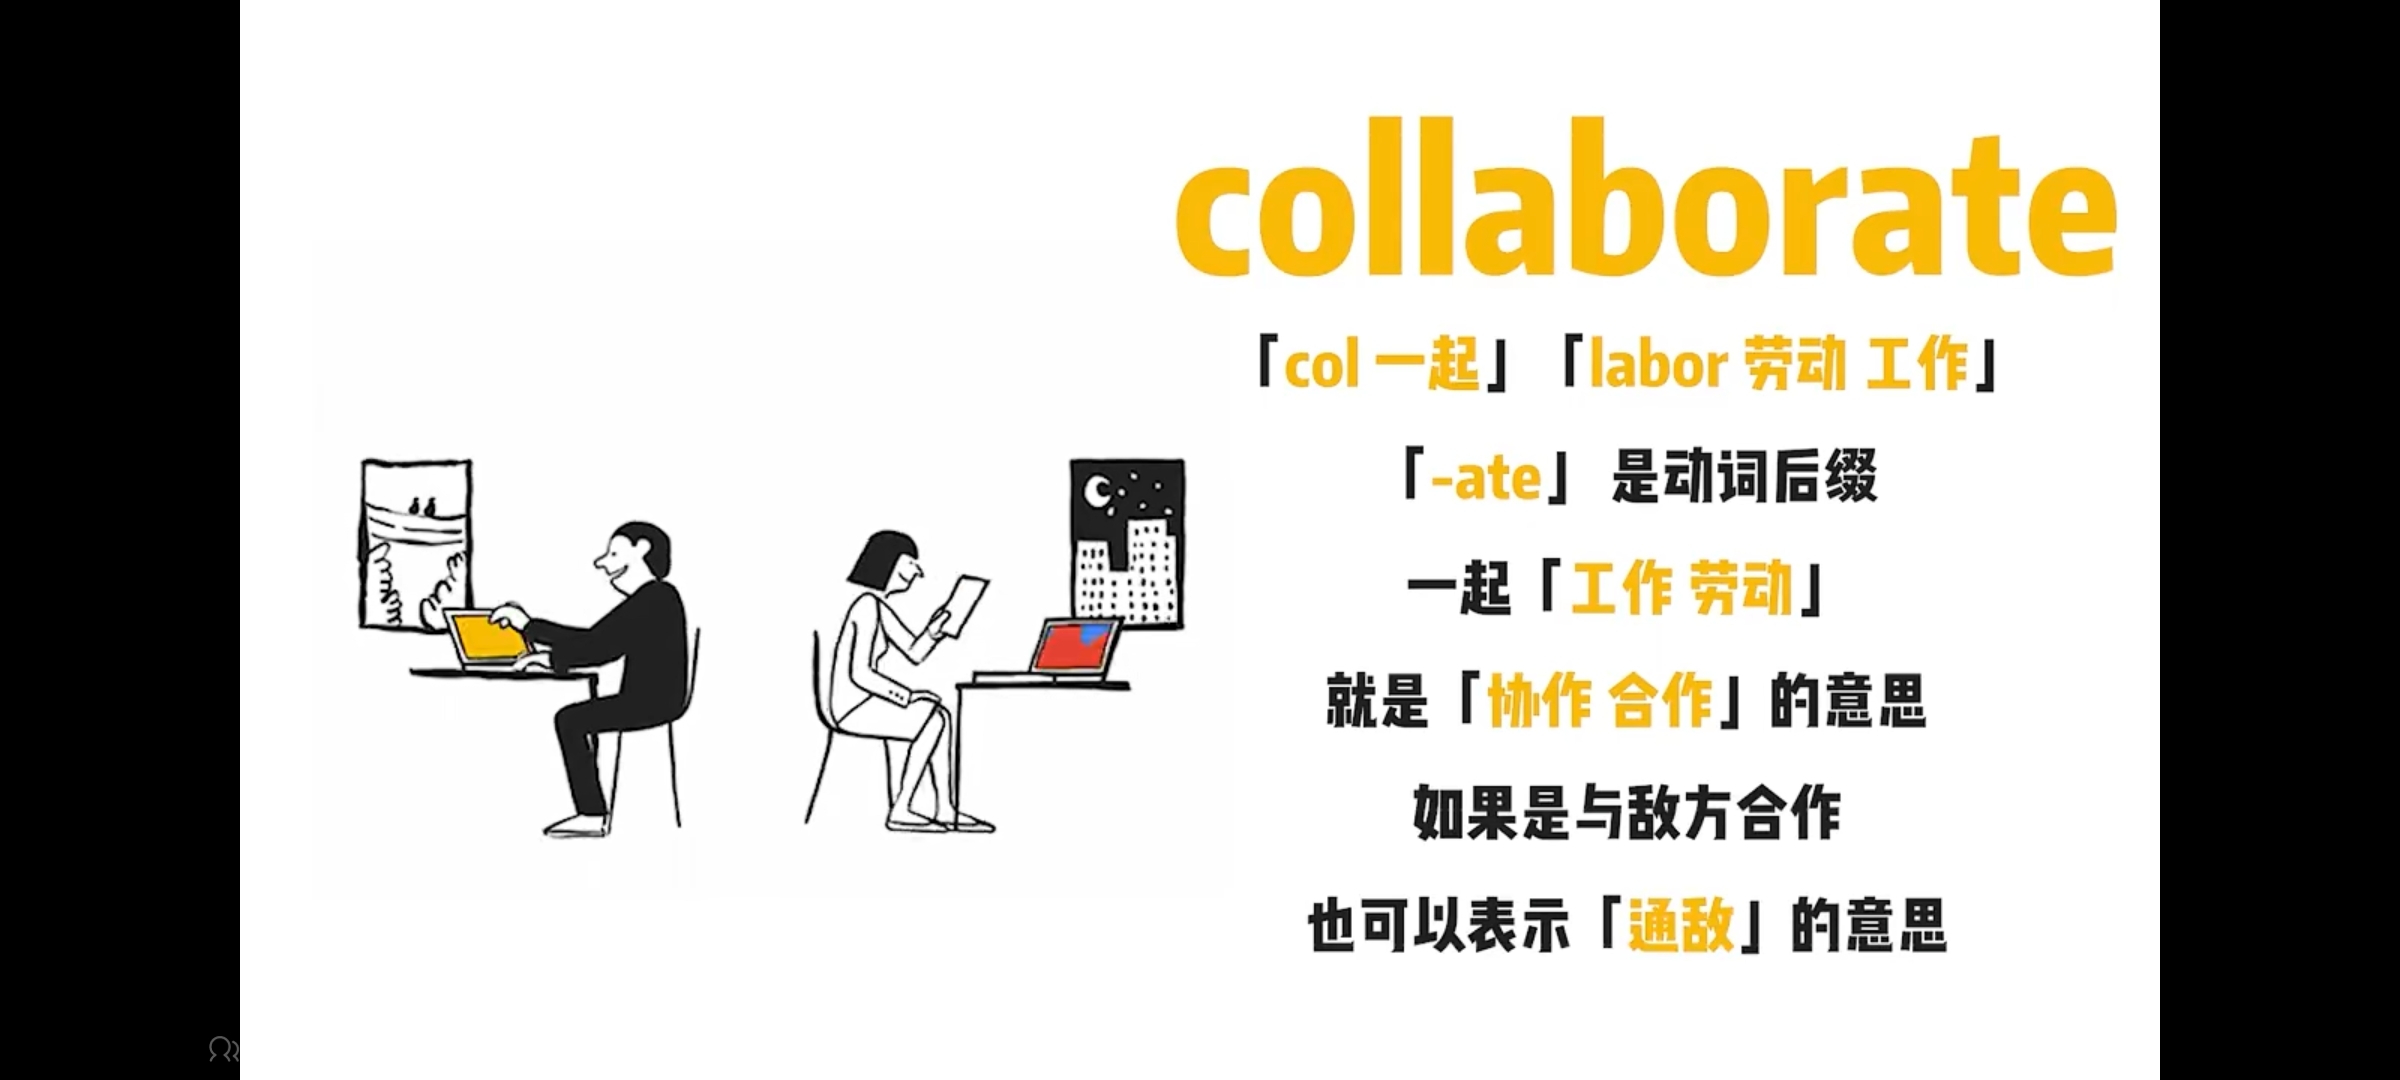 collaborate
「col 一起」「labor 劳动 工作」
「-ate」 是动词后缀
一起「工作 劳动」
就是「协作 合作」的意思
如果是与敌方合作
也可以表示「通敌」的意思